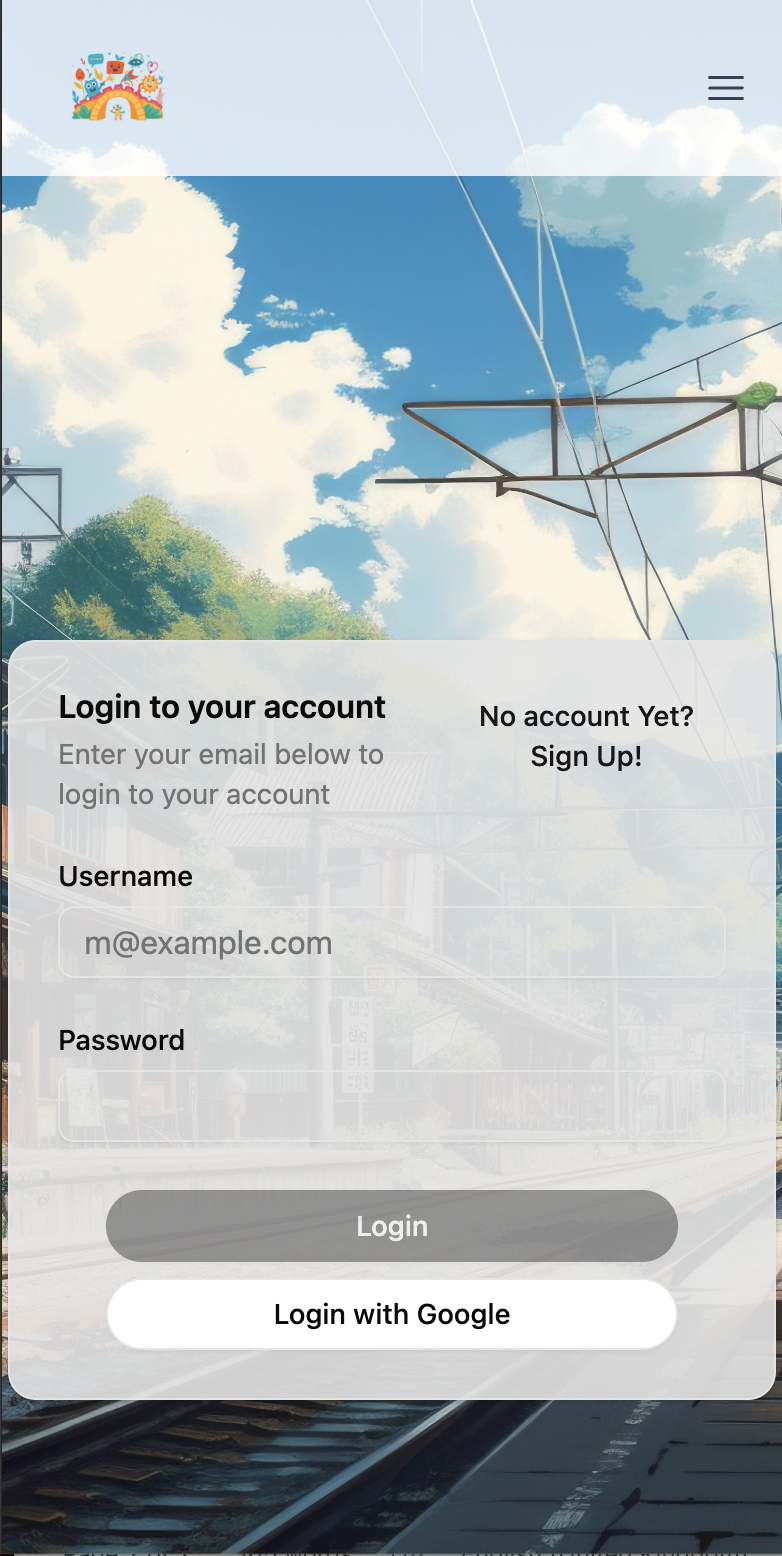 Login to your account
No account Yet?
Sign Up!
Enter your email below to
login to your account
Username
m@example.com
Password
Login
Login with Google